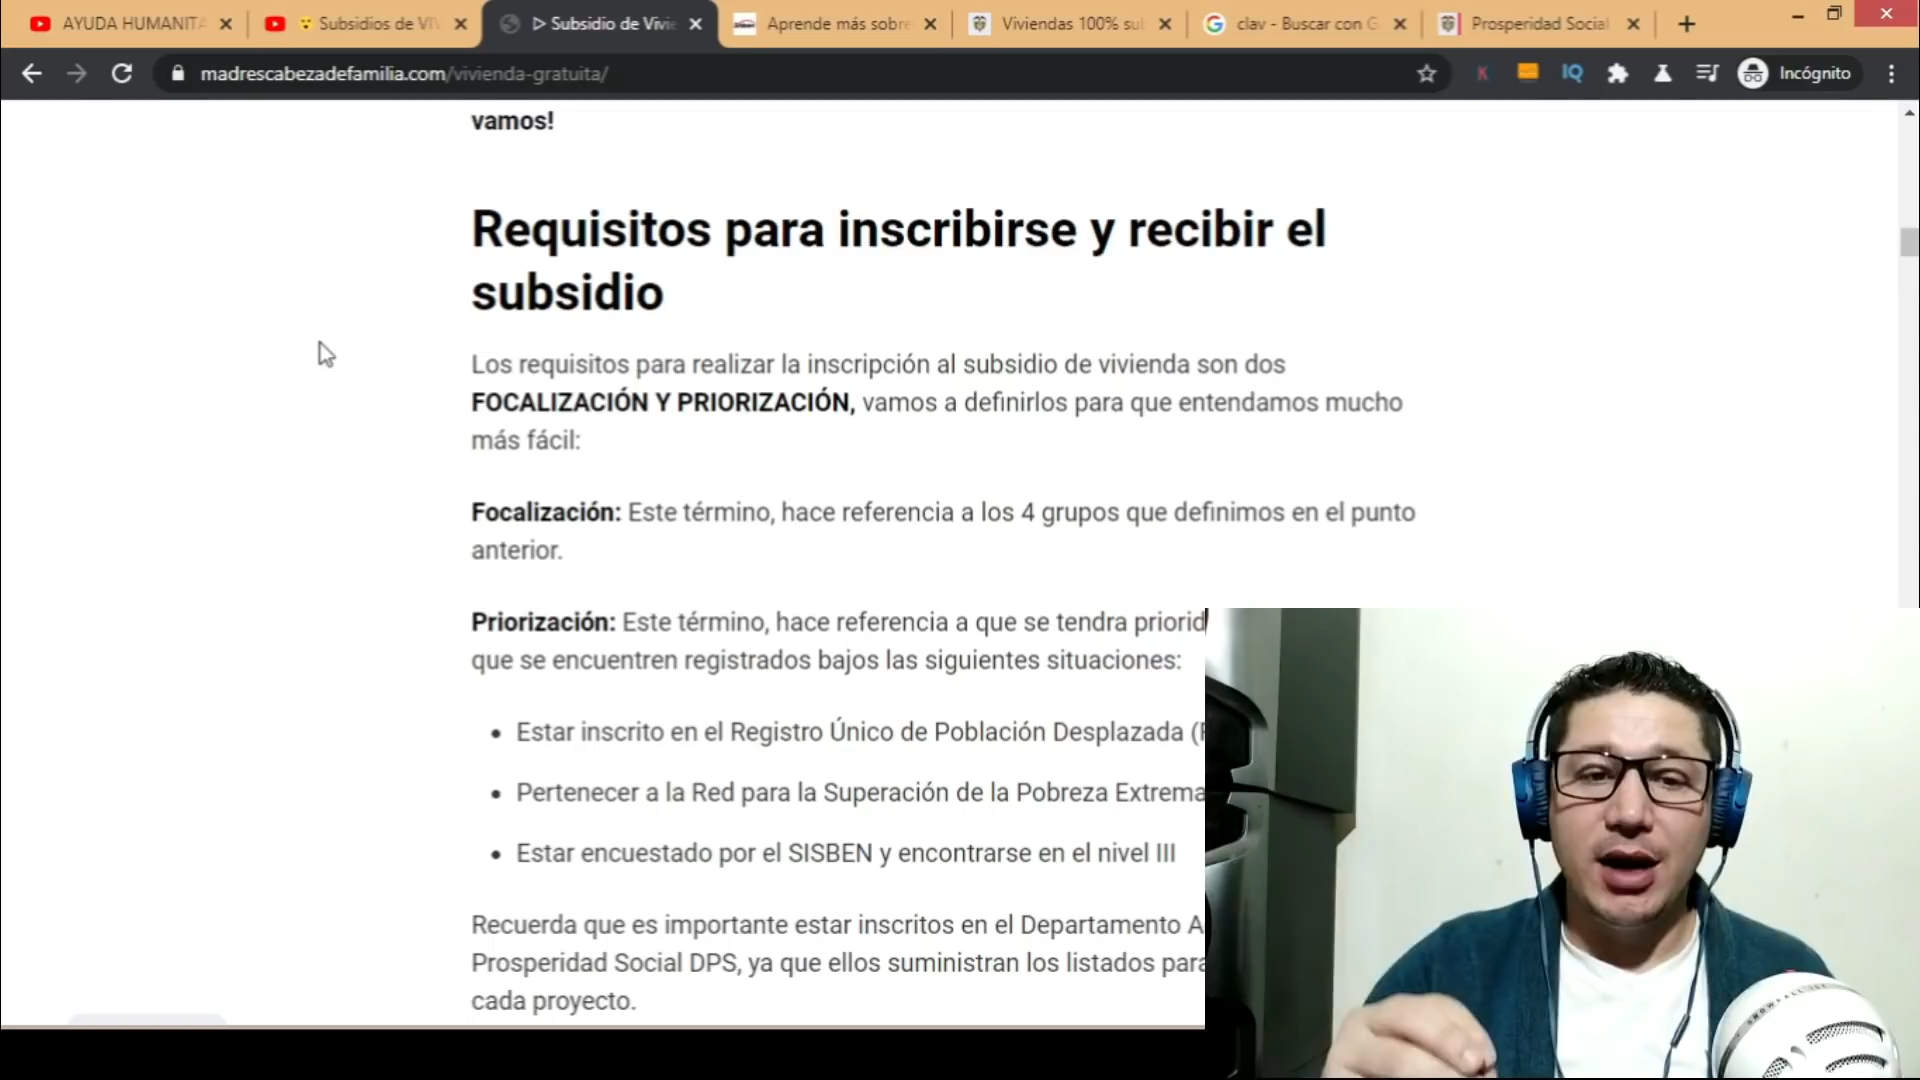 AYUDA HUMANITA
Subsidios de VIV
ᐅ Subsidio de Vivie
Aprende más sobre
Viviendas 100% sub
clav - Buscar con G
Prosperidad Social
madrescabezadefamilia.com/vivienda-gratuita/
IQ
Incógnito
vamos!
Requisitos para inscribirse y recibir el
subsidio
Los requisitos para realizar la inscripción al subsidio de vivienda son dos
FOCALIZACIÓN Y PRIORIZACIÓN, vamos a definirlos para que entendamos mucho
más fácil:
Focalización: Este término, hace referencia a los 4 grupos que definimos en el punto
anterior.
Priorización: Este término, hace referencia a que se tendra priorid
que se encuentren registrados bajos las siguientes situaciones:
• Estar inscrito en el Registro Único de Población Desplazada (
• Pertenecer a la Red para la Superación de la Pobreza Extrema
• Estar encuestado por el SISBEN y encontrarse en el nivel III
Recuerda que es importante estar inscritos en el Departamento A
Prosperidad Social DPS, ya que ellos suministran los listados para
cada proyecto.